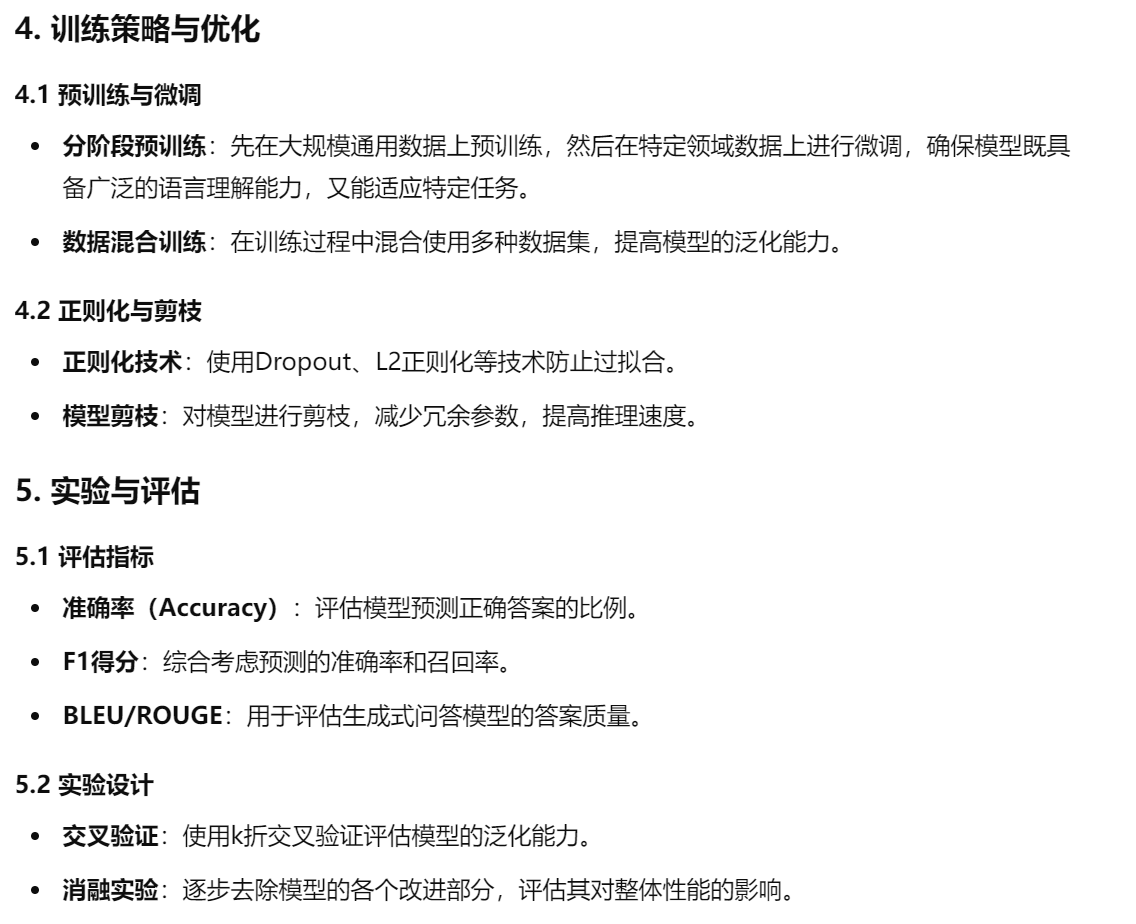 4. 训练策略与优化
4.1 预训练与微调
• 分阶段预训练：先在大规模通用数据上预训练，然后在特定领域数据上进行微调，确保模型既具
备广泛的语言理解能力，又能适应特定任务。
• 数据混合训练：在训练过程中混合使用多种数据集，提高模型的泛化能力。
4.2 正则化与剪枝
• 正则化技术：使用Dropout、L2正则化等技术防止过拟合。
• 模型剪枝：对模型进行剪枝，减少冗余参数，提高推理速度。
5. 实验与评估
5.1 评估指标
• 准确率（Accuracy）：评估模型预测正确答案的比例。
• F1得分：综合考虑预测的准确率和召回率。
• BLEU/ROUGE：用于评估生成式问答模型的答案质量。
5.2 实验设计
• 交叉验证：使用k折交叉验证评估模型的泛化能力。
• 消融实验：逐步去除模型的各个改进部分，评估其对整体性能的影响。